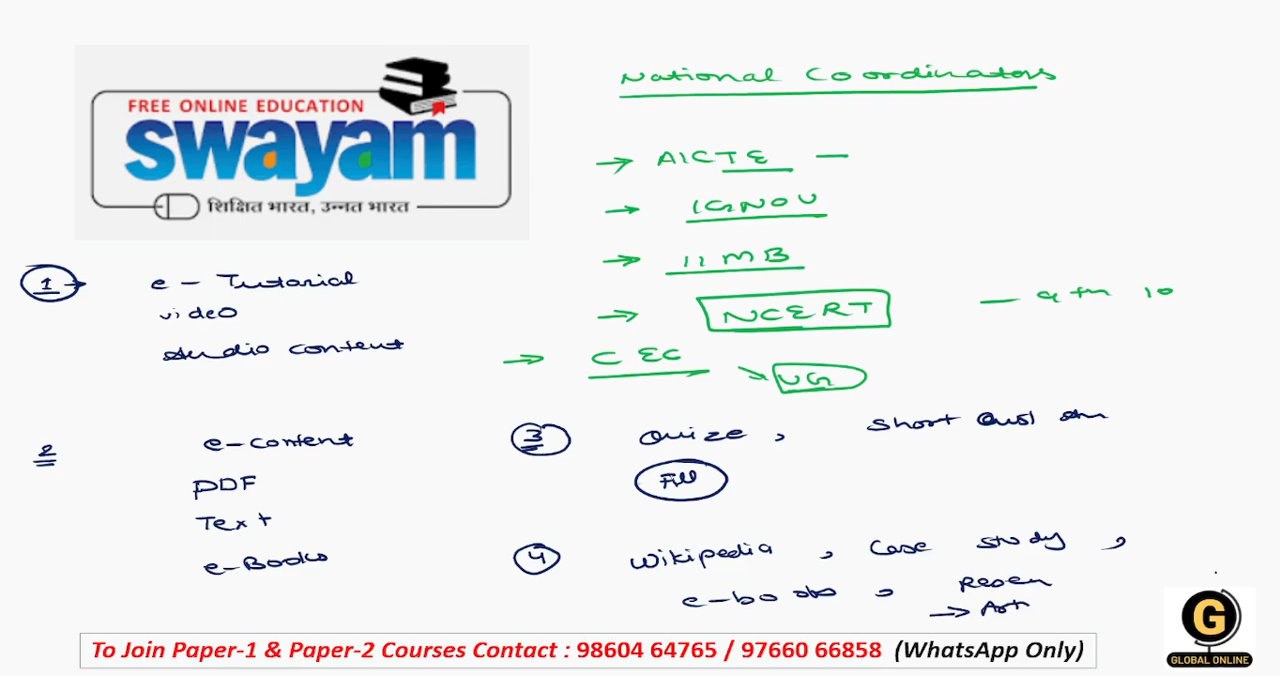 FREE ONLINE EDUCATION
swayam
शिक्षित भारत, उन्नत भारत
National Coordinators
→ AICTE —
→ IGNOU
→ IIMB
→ NCERT — 9th 10
→ CEC
→ UG
1 → e - Tutorial
video
Audio content
2 e-content
PDF
Text
e-Books
3 Quize, Short
Fill
4 Wikipedia, Case Study,
e-books,
→
To Join Paper-1 & Paper-2 Courses Contact : 98604 64765 / 97660 66858 (WhatsApp Only)
G
GLOBAL ONLINE